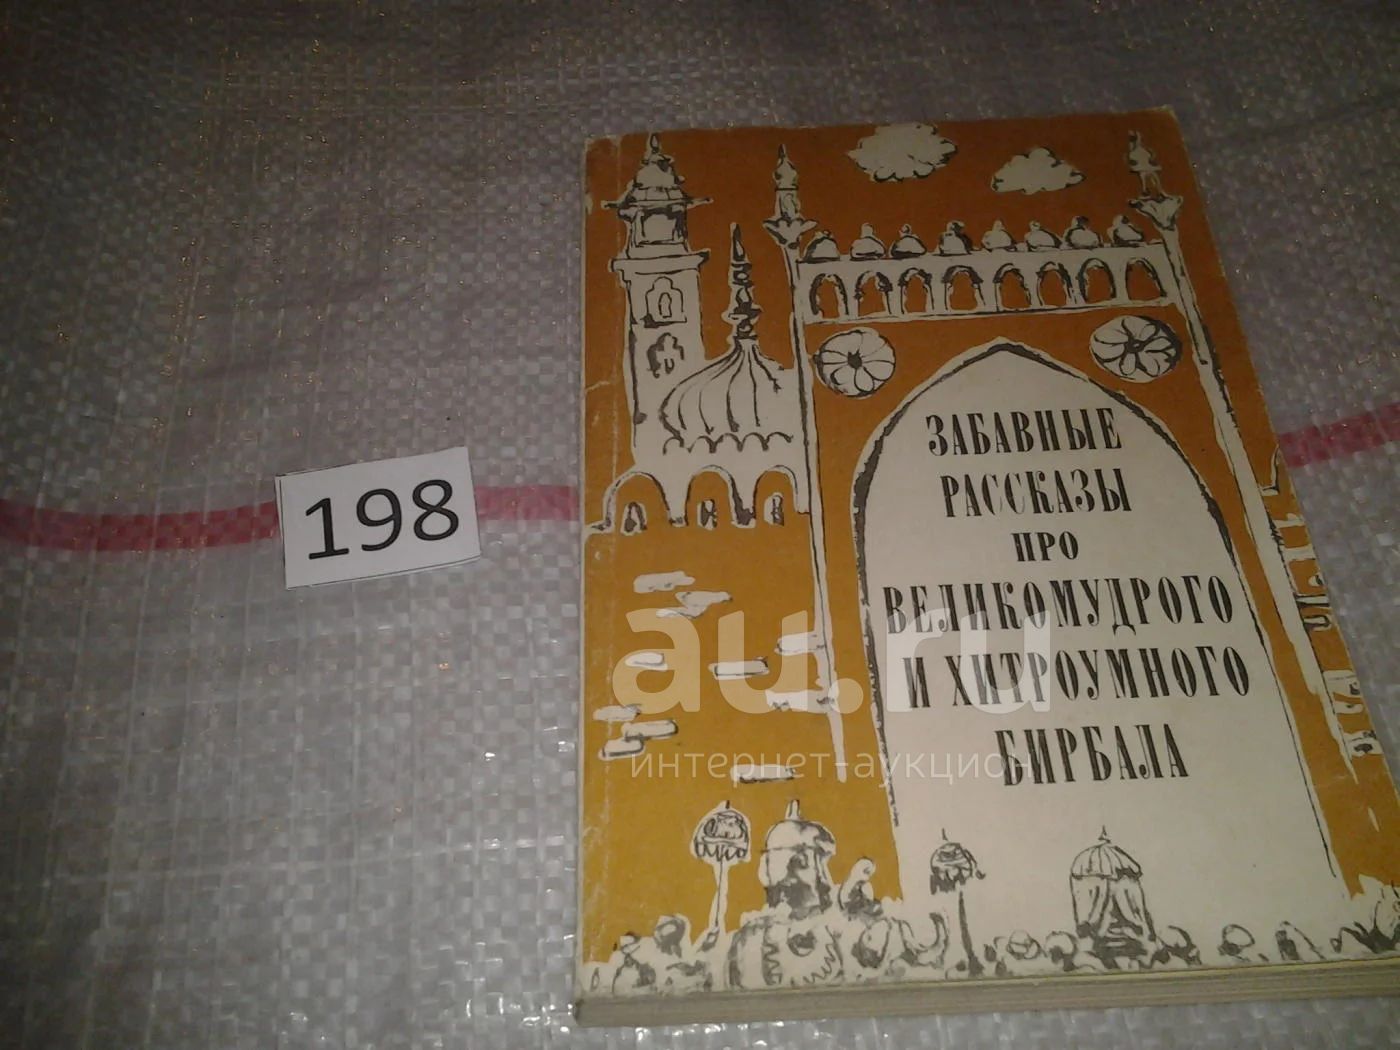 198
ЗАБАВНЫЕ
РАССКАЗЫ
ПРО
ВЕЛИКОМУДРОГО
И ХИТРОУМНОГО
БИРБАЛА
au.ru
интернет-аукцион